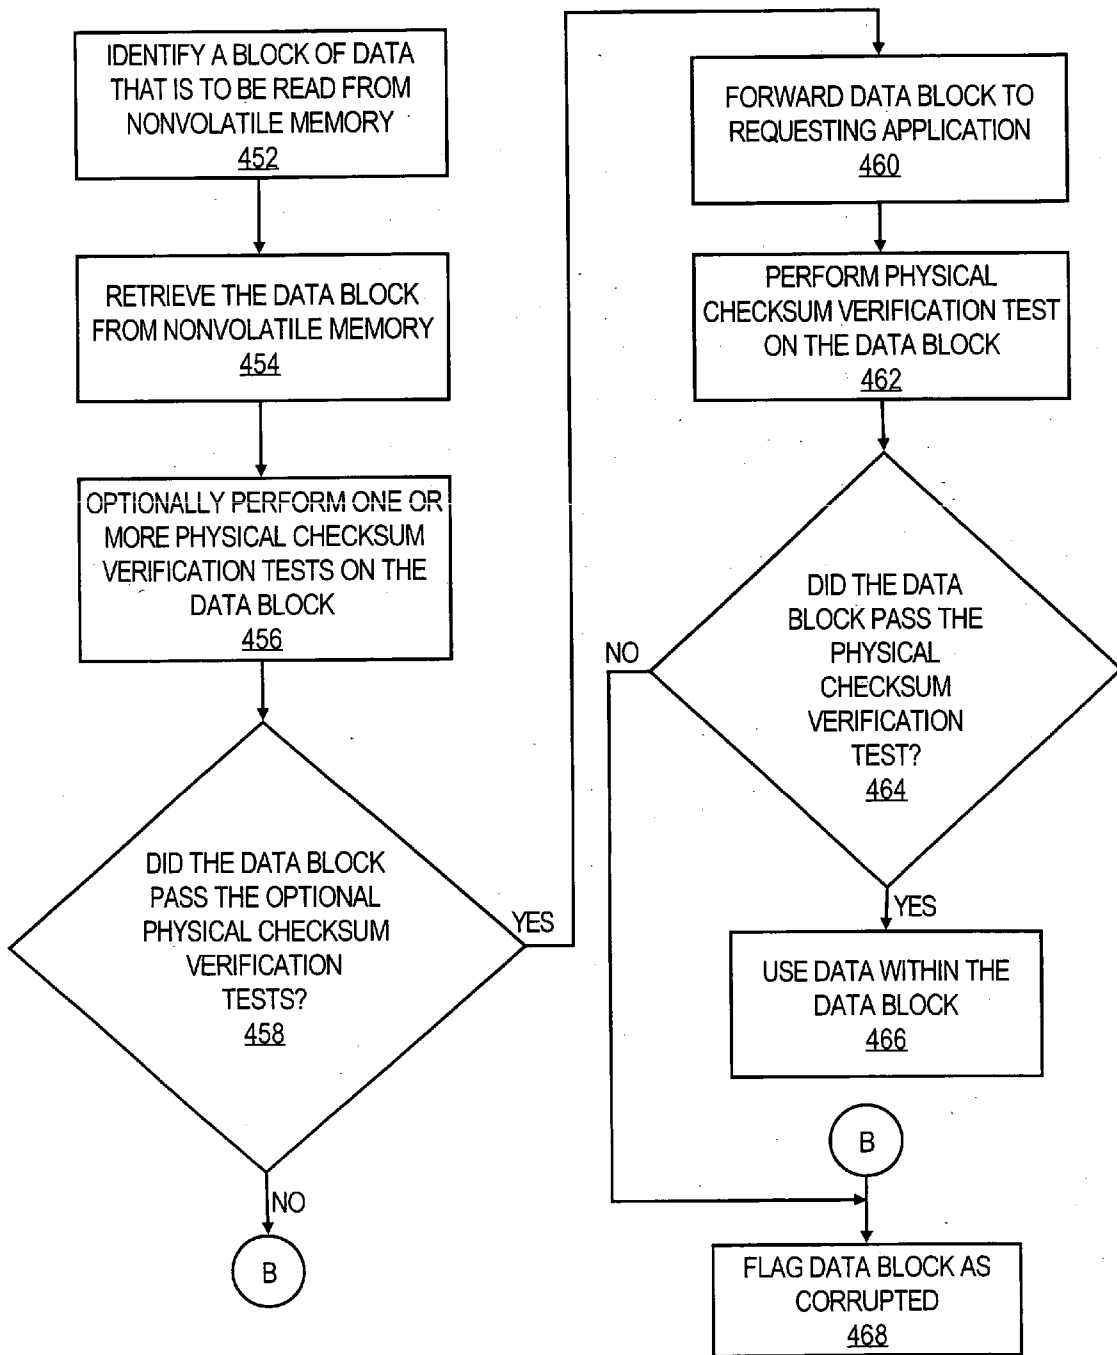 IDENTIFY A BLOCK OF DATA
THAT IS TO BE READ FROM
NONVOLATILE MEMORY
452
RETRIEVE THE DATA BLOCK
FROM NONVOLATILE MEMORY
454
OPTIONALLY PERFORM ONE OR
MORE PHYSICAL CHECKSUM
VERIFICATION TESTS ON THE
DATA BLOCK
456
DID THE DATA BLOCK
PASS THE OPTIONAL
PHYSICAL CHECKSUM
VERIFICATION
TESTS?
458
YES
NO
B
FORWARD DATA BLOCK TO
REQUESTING APPLICATION
460
PERFORM PHYSICAL
CHECKSUM VERIFICATION TEST
ON THE DATA BLOCK
462
DID THE DATA
BLOCK PASS THE
PHYSICAL
CHECKSUM
VERIFICATION
TEST?
464
NO
YES
USE DATA WITHIN THE
DATA BLOCK
466
B
FLAG DATA BLOCK AS
CORRUPTED
468